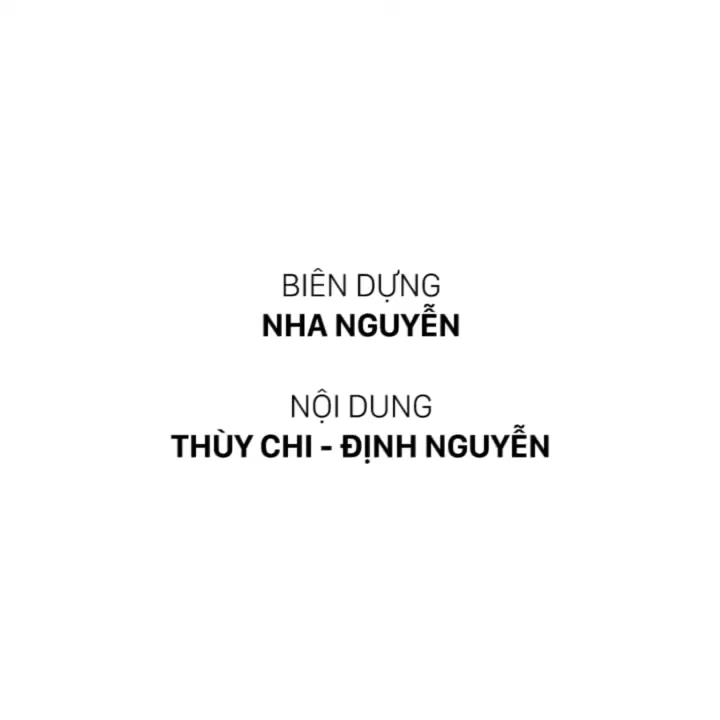 BIÊN DỰNG
NHA NGUYỄN
NỘI DUNG
THÙY CHI - ĐỊNH NGUYỄN